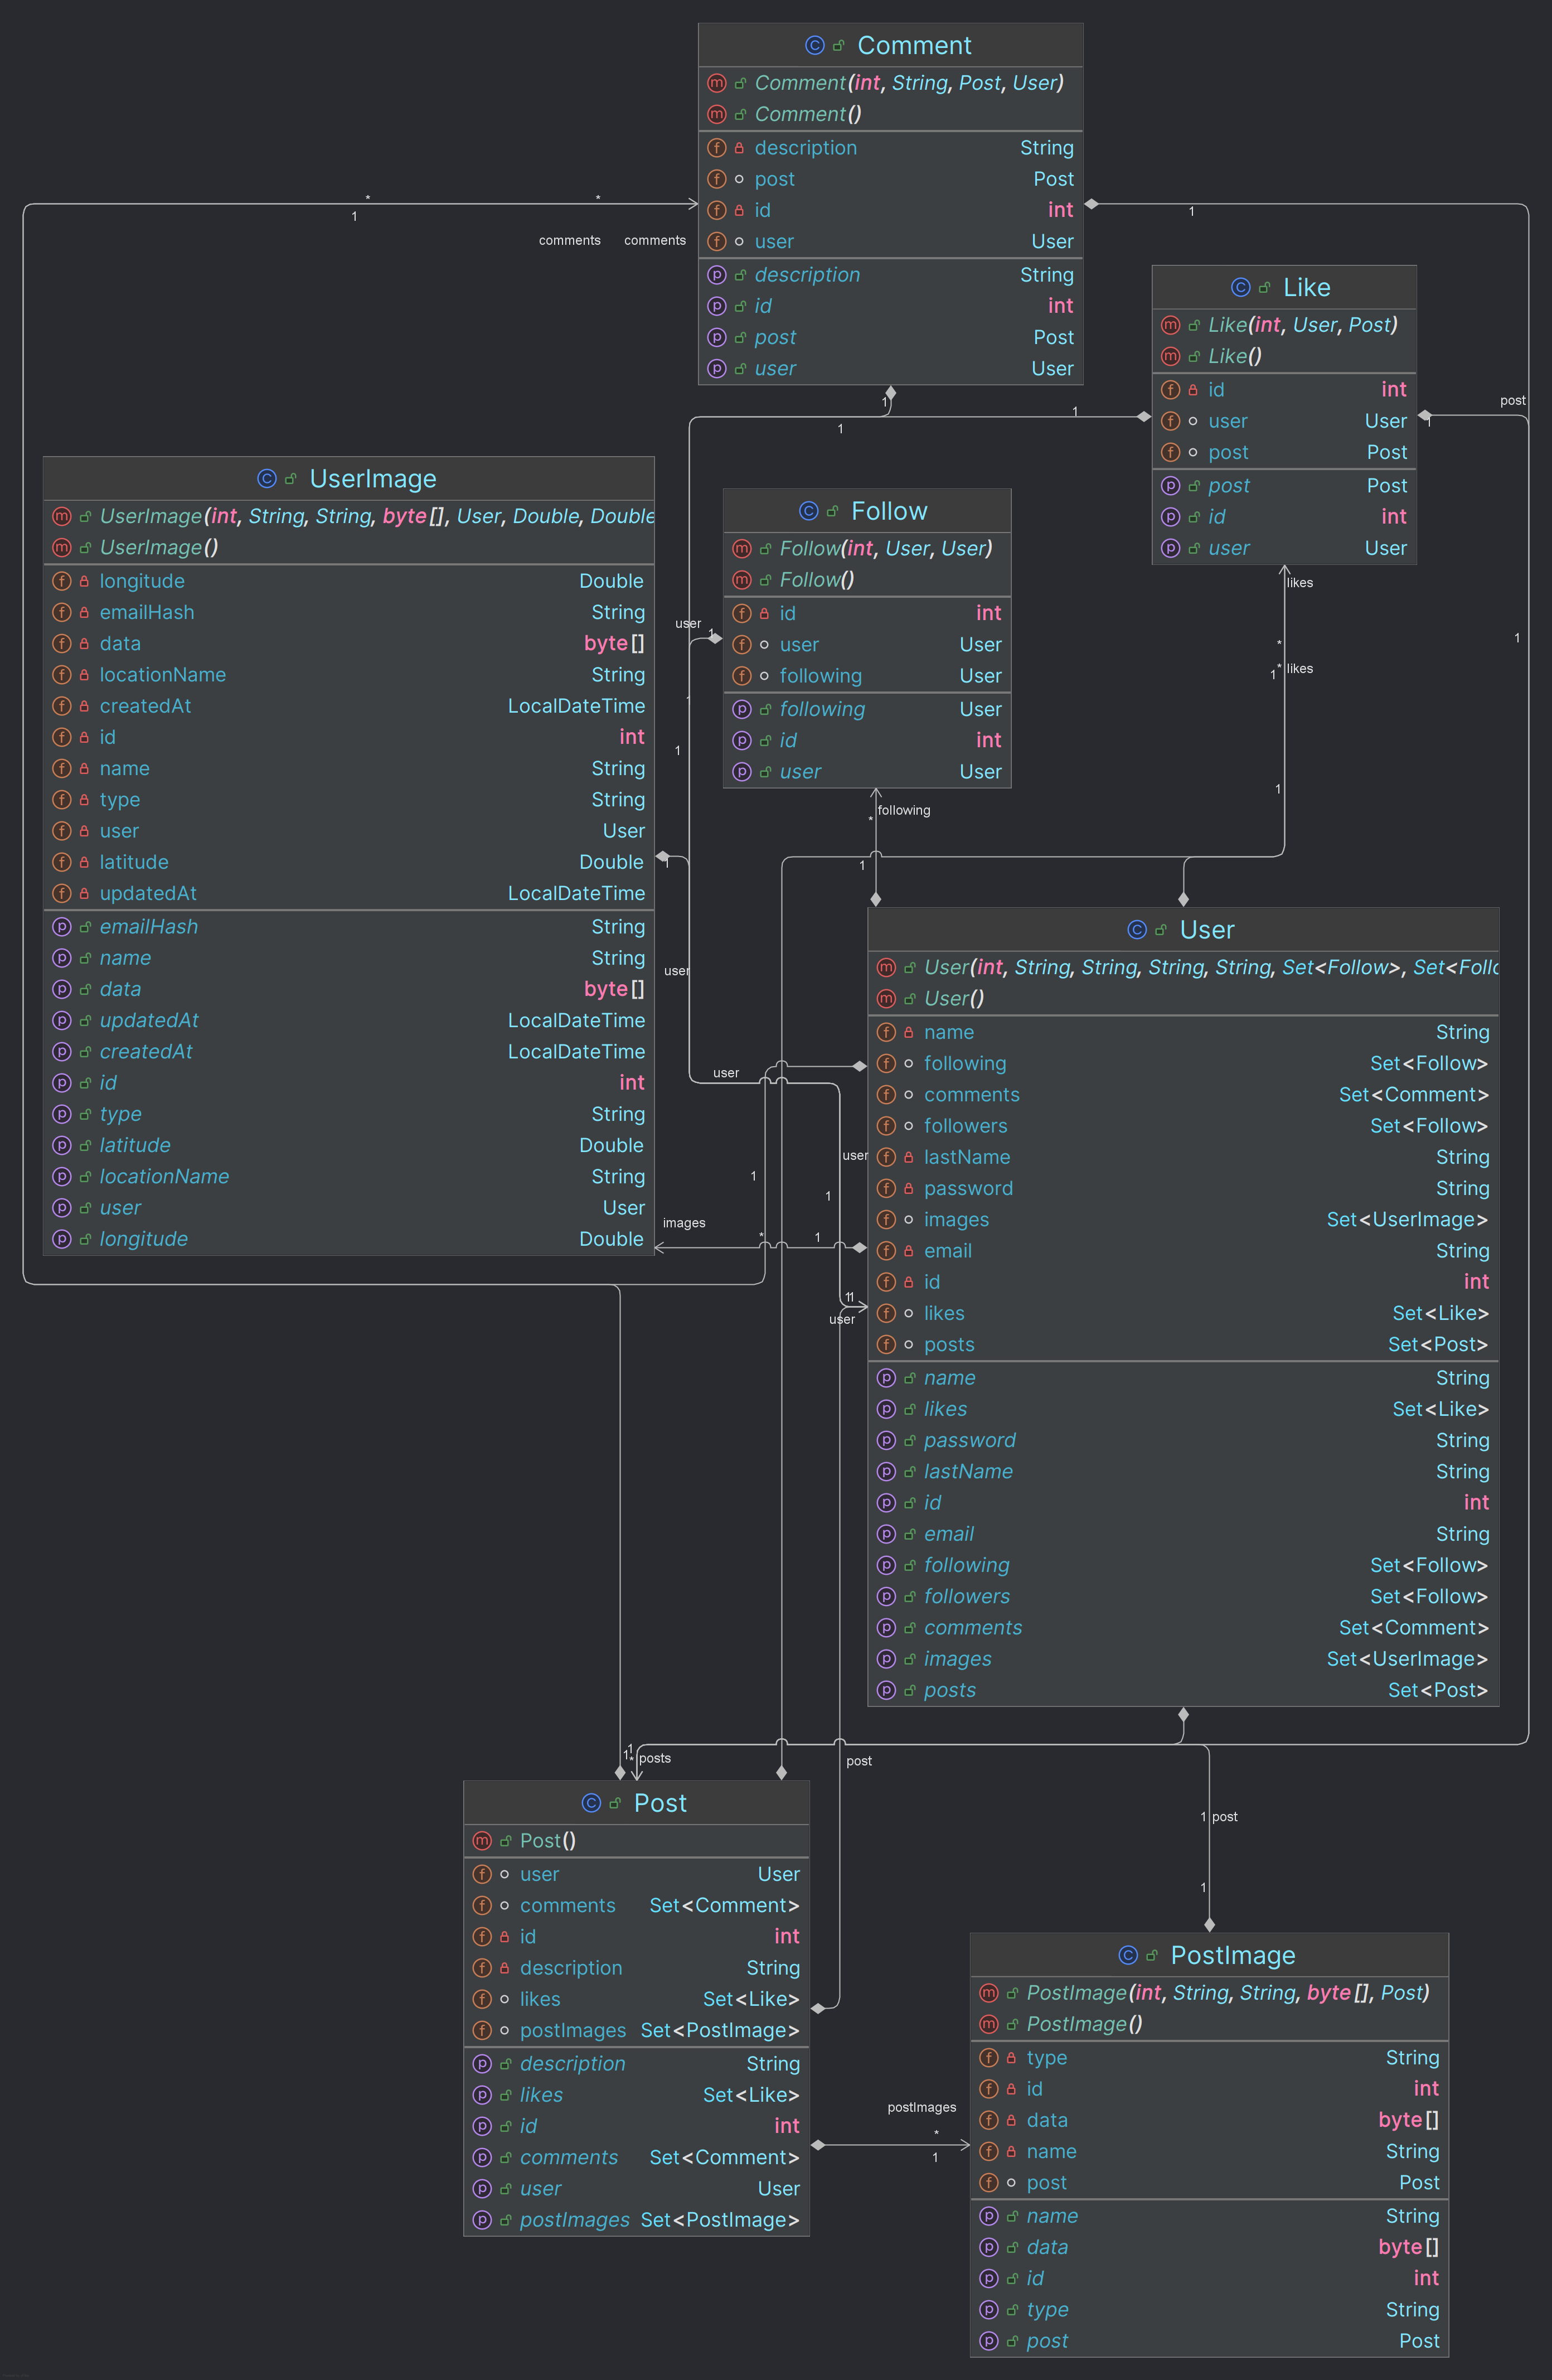 Comment
Comment(int, String, Post, User)
Comment()
description String
post Post
id int
user User
description String
id int
post Post
user User
*
*
1
comments
comments
1
Like
Like(int, User, Post)
Like()
id int
user User
post Post
post Post
id int
user User
1
1
1
1
post
UserImage
UserImage(int, String, String, byte[], User, Double, Double
UserImage()
longitude Double
emailHash String
data byte[]
locationName String
createdAt LocalDateTime
id int
name String
type String
user User
latitude Double
updatedAt LocalDateTime
emailHash String
name String
data byte[]
updatedAt LocalDateTime
createdAt LocalDateTime
id int
type String
latitude Double
locationName String
user User
longitude Double
Follow
Follow(int, User, User)
Follow()
id int
user User
following User
following User
id int
user User
user
1
1
1
likes
*
* likes
1
1
following
*
1
1
user
user
user
1
1
images
*
1
11
user
User
User(int, String, String, String, String, Set<Follow>, Set<Follo
User()
name String
following Set<Follow>
comments Set<Comment>
followers Set<Follow>
lastName String
password String
images Set<UserImage>
email String
id int
likes Set<Like>
posts Set<Post>
name String
likes Set<Like>
password String
lastName String
id int
email String
following Set<Follow>
followers Set<Follow>
comments Set<Comment>
images Set<UserImage>
posts Set<Post>
1
1
* posts
post
1 post
1
Post
Post()
user User
comments Set<Comment>
id int
description String
likes Set<Like>
postImages Set<PostImage>
description String
likes Set<Like>
id int
comments Set<Comment>
user User
postImages Set<PostImage>
postImages
*
1
PostImage
PostImage(int, String, String, byte[], Post)
PostImage()
type String
id int
data byte[]
name String
post Post
name String
data byte[]
id int
type String
post Post